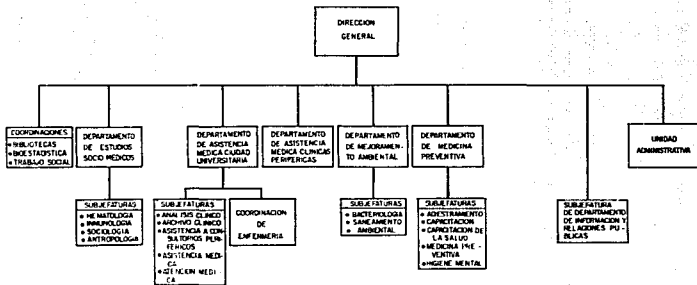 DIRECCION
GENERAL
COORDINACIONES
• BIBLIOTECAS
• BIOESTADISTICA
• TRABAJO SOCIAL
DEPARTAMENTO
DE ESTUDIOS
SOCIO MEDICOS
DEPARTAMENTO
DE ASISTENCIA
MEDICA CIUDAD
UNIVERSITARIA
DEPARTAMENTO
DE ASISTENCIA
MEDICA CLINICAS
PERIFERICAS
DEPARTAMENTO
DE MEJORAMIEN-
TO AMBIENTAL
DEPARTAMENTO
DE MEDICINA
PREVENTIVA
UNIDAD
ADMINISTRATIVA
SUBJEFATURAS
• HEMATOLOGIA
• INMUNOLOGIA
• SOCIOLOGIA
• ANTROPOLOGIA
SUBJEFATURAS
• ANALISIS CLINICO
• ARCHIVO CLINICO
• ASISTENCIA A CON-
SULTORIOS PERI-
FERICOS
• ASISTENCIA MEDI-
CA
• ATENCION MEDI-
CA
COORDINACION
DE
ENFERMERIA
SUBJEFATURAS
• BACTERIOLOGIA
• SANEAMIENTO
• AMBIENTAL
SUBJEFATURAS
• ADIESTRAMIENTO
• CAPACITACION
• CAPACITACION DE
LA SALUD
• MEDICINA PRE-
VENTIVA
• HIGIENE MENTAL
SUBJEFATURA
DE DEPARTAMENTO
DE INFORMACION Y
RELACIONES PU-
BLICAS